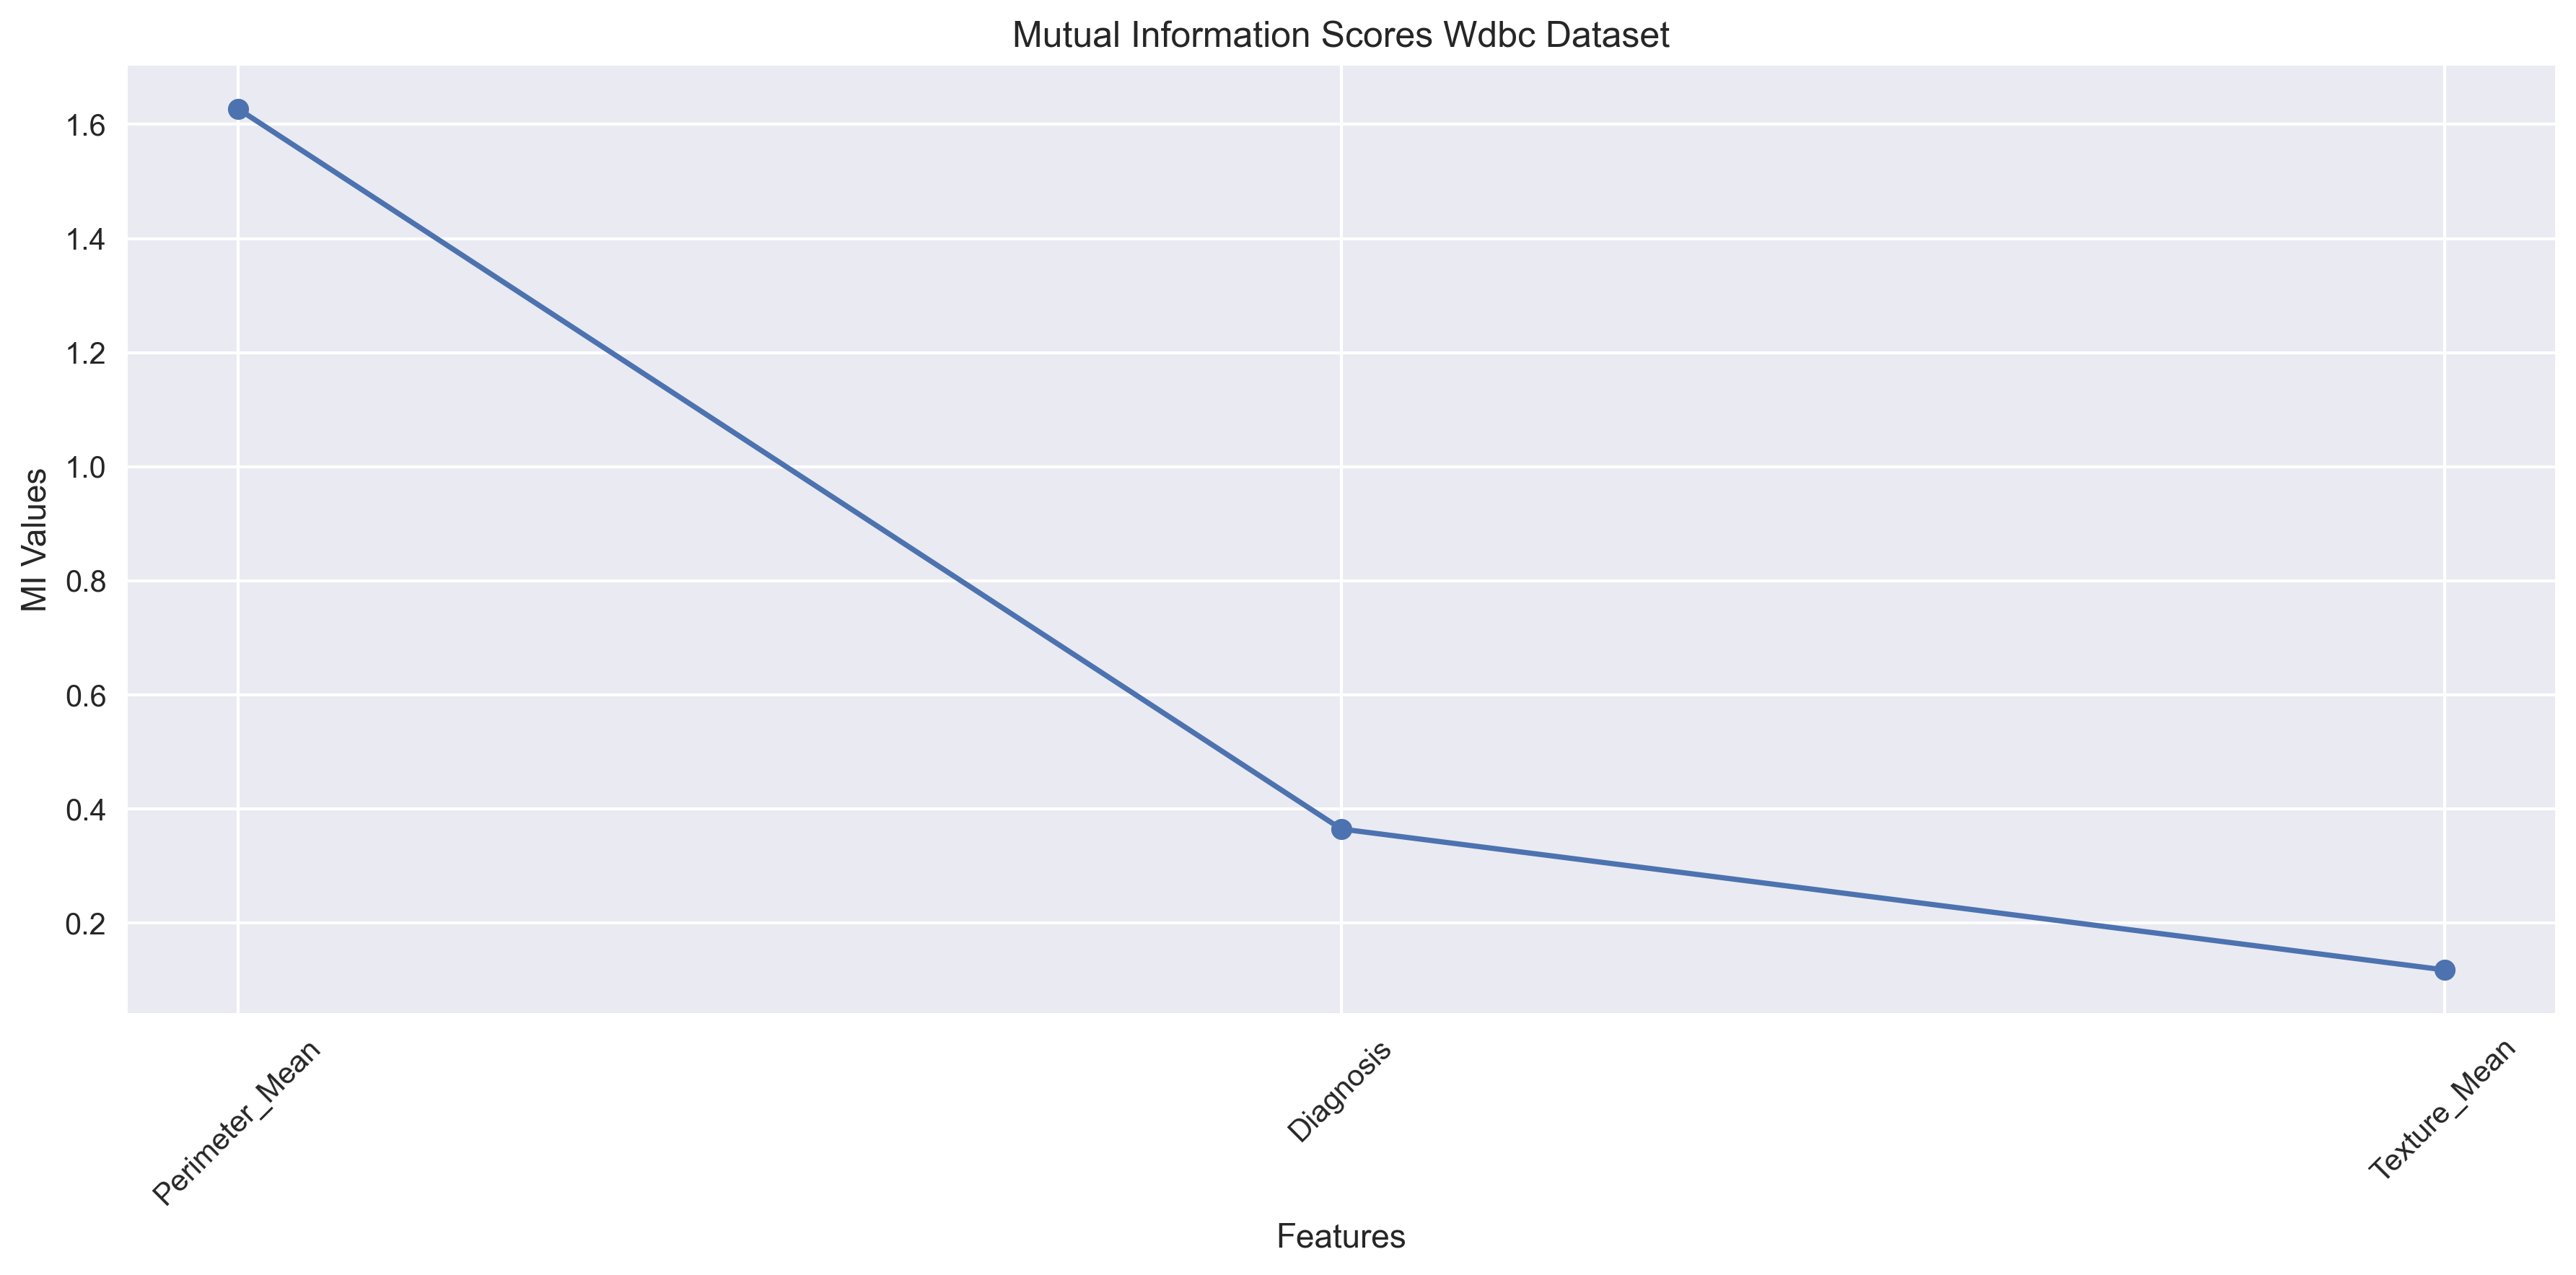 Mutual Information Scores Wdbc Dataset
MI Values
1.6
1.4
1.2
1.0
0.8
0.6
0.4
0.2
Perimeter_Mean
Diagnosis
Texture_Mean
Features